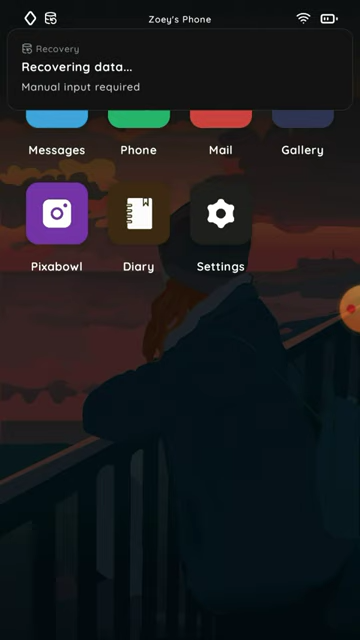 Zoey's Phone
Recovery
Recovering data...
Manual input required
Messages
Phone
Mail
Gallery
Pixabowl
Diary
Settings